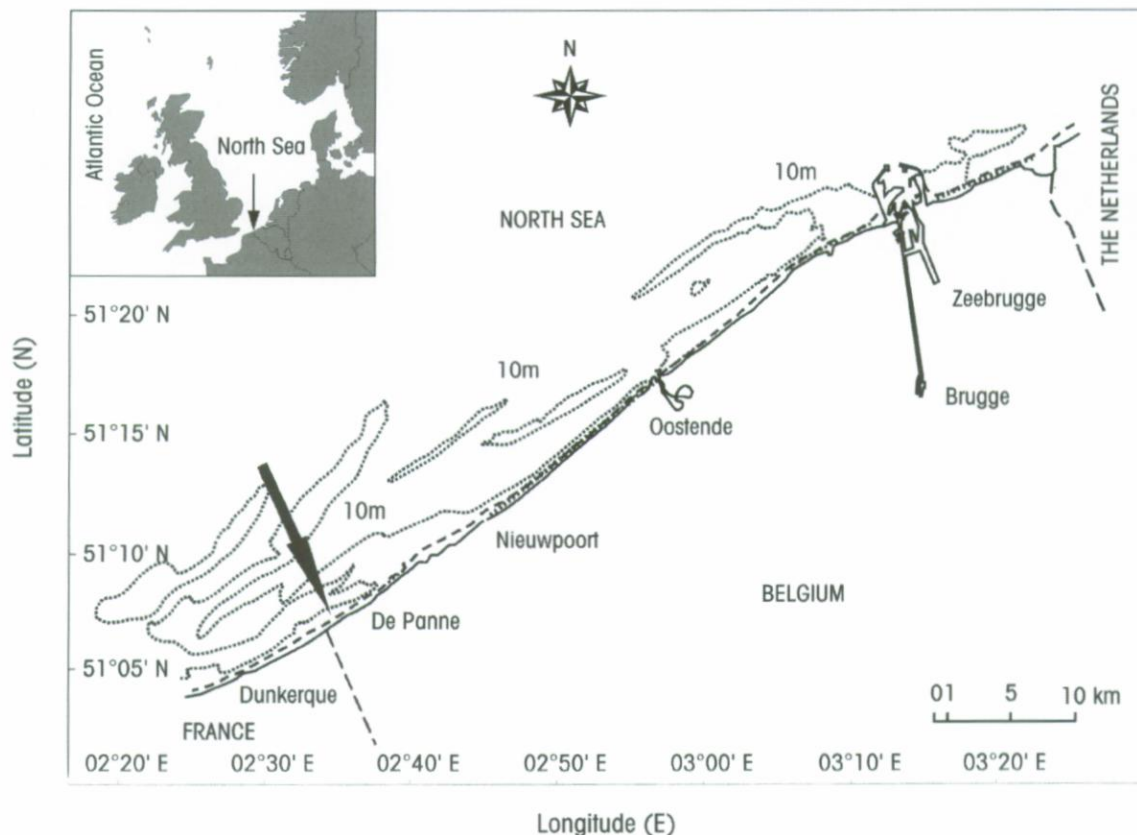 Atlantic Ocean
North Sea
N
NORTH SEA
10m
THE NETHERLANDS
Zeebrugge
Brugge
10m
Oostende
10m
Nieuwpoort
BELGIUM
De Panne
Dunkerque
FRANCE
01 5 10 km
Latitude (N)
51°20' N
51°15' N
51°10' N
51°05' N
02°20' E 02°30' E 02°40' E 02°50' E 03°00' E 03°10' E 03°20' E
Longitude (E)